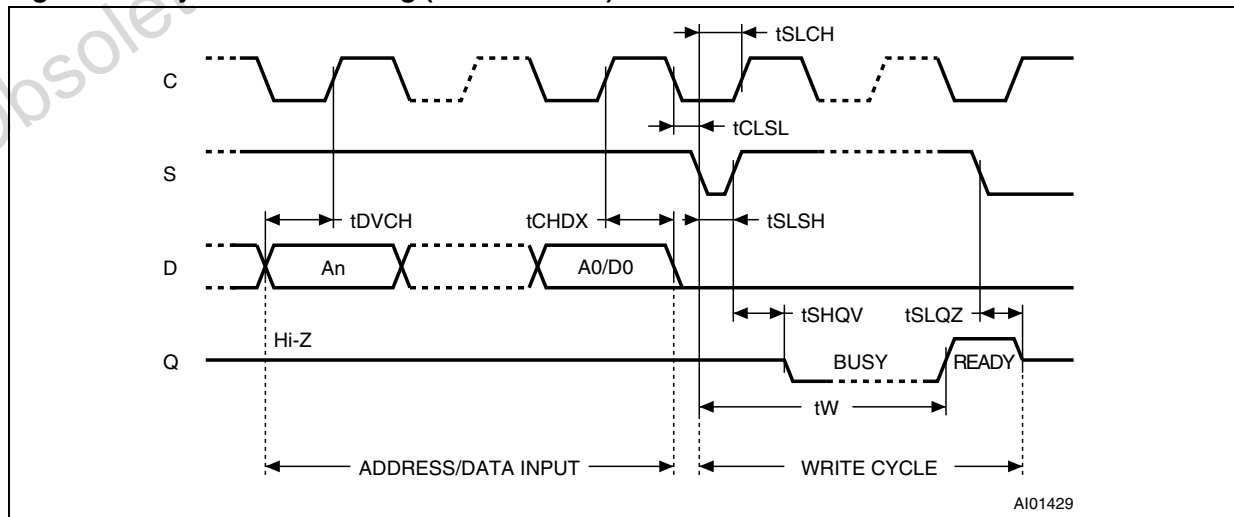 tSLCH
C
tCLSL
S
tDVCH
tCHDX
tSLSH
D
An
A0/D0
tSHQV
tSLQZ
Hi-Z
Q
BUSY
READY
tW
ADDRESS/DATA INPUT
WRITE CYCLE
AI01429